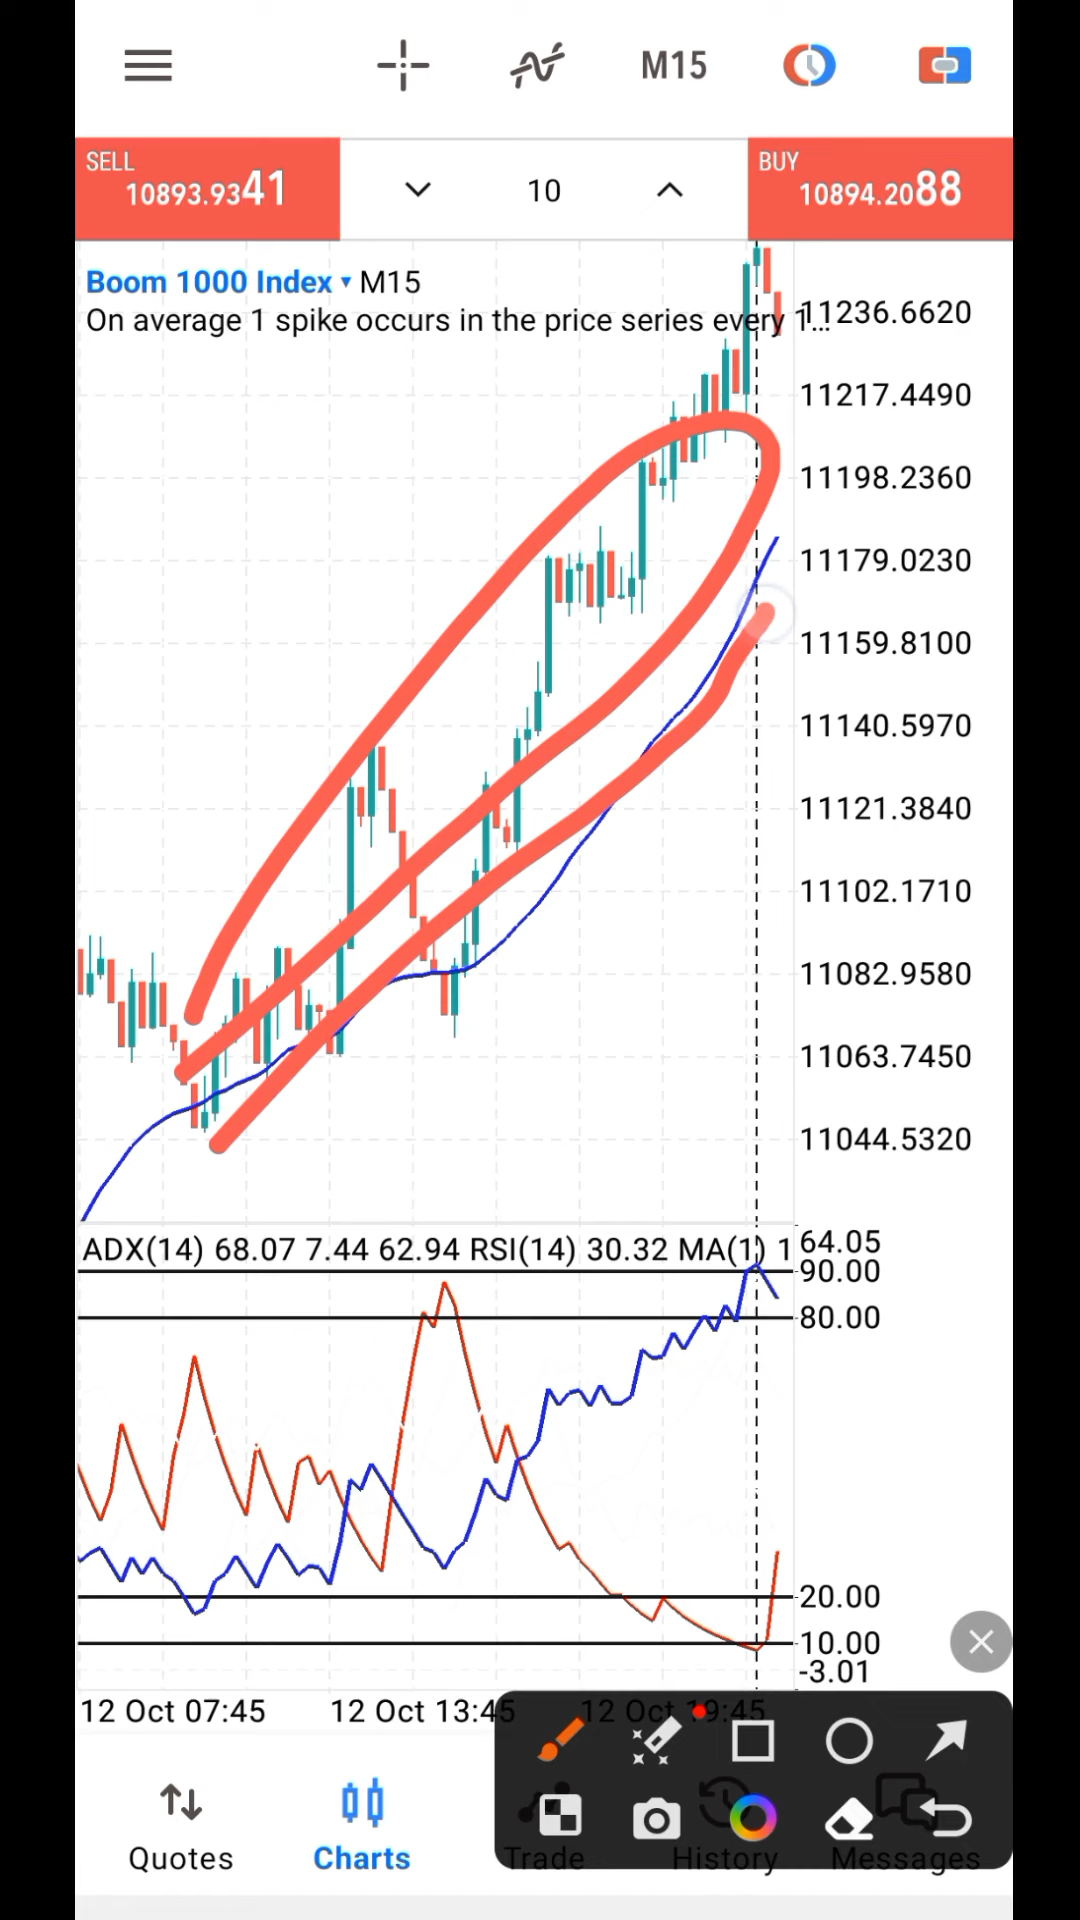 M15
SELL
10893.9341
10
BUY
10894.2088
Boom 1000 Index ▾ M15
On average 1 spike occurs in the price series every 1...
11236.6620
11217.4490
11198.2360
11179.0230
11159.8100
11140.5970
11121.3840
11102.1710
11082.9580
11063.7450
11044.5320
ADX(14) 68.07 7.44 62.94 RSI(14) 30.32 MA(1) 1
64.05
90.00
80.00
20.00
10.00
-3.01
12 Oct 07:45
12 Oct 13:45
12 Oct 19:45
Quotes
Charts
Trade
History
Messages